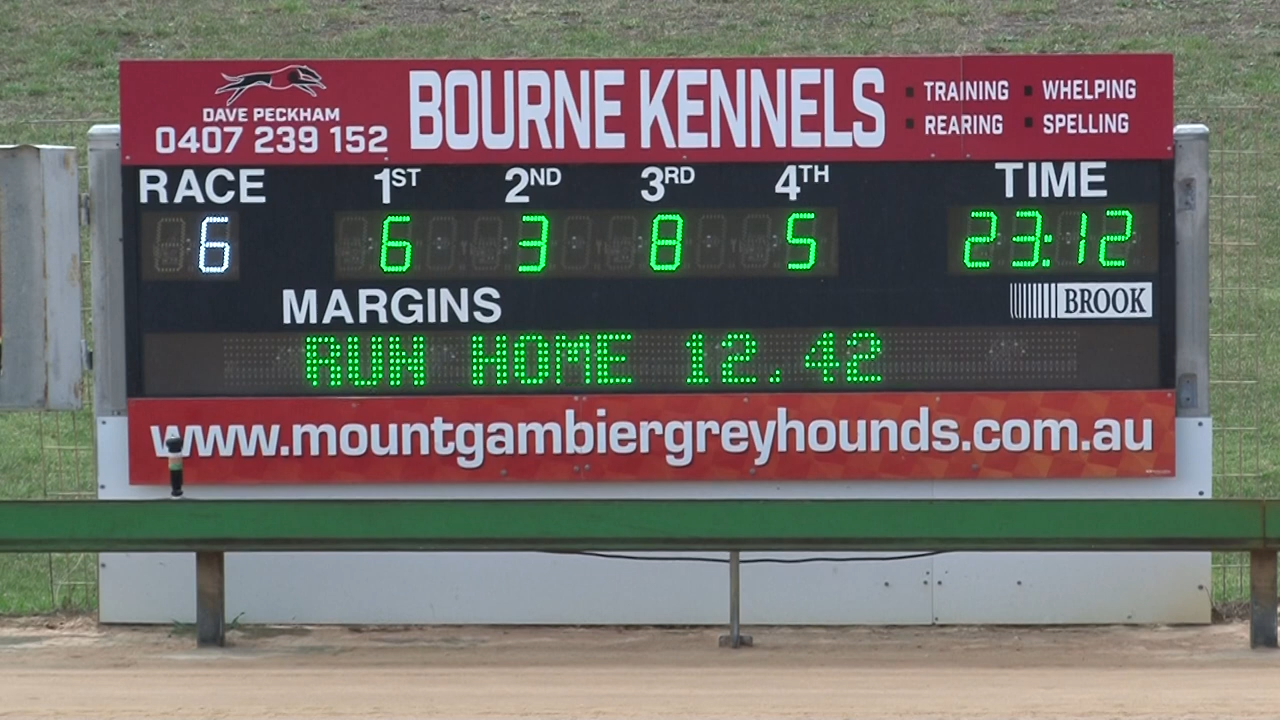 BOURNE KENNELS
DAVE PECKHAM
0407 239 152
▪ TRAINING ▪ WHELPING
▪ REARING ▪ SPELLING
RACE 1ST 2ND 3RD 4TH TIME
6 6 3 8 5 23:12
MARGINS
BROOK
RUN HOME 12.42
www.mountgambiergreyhounds.com.au